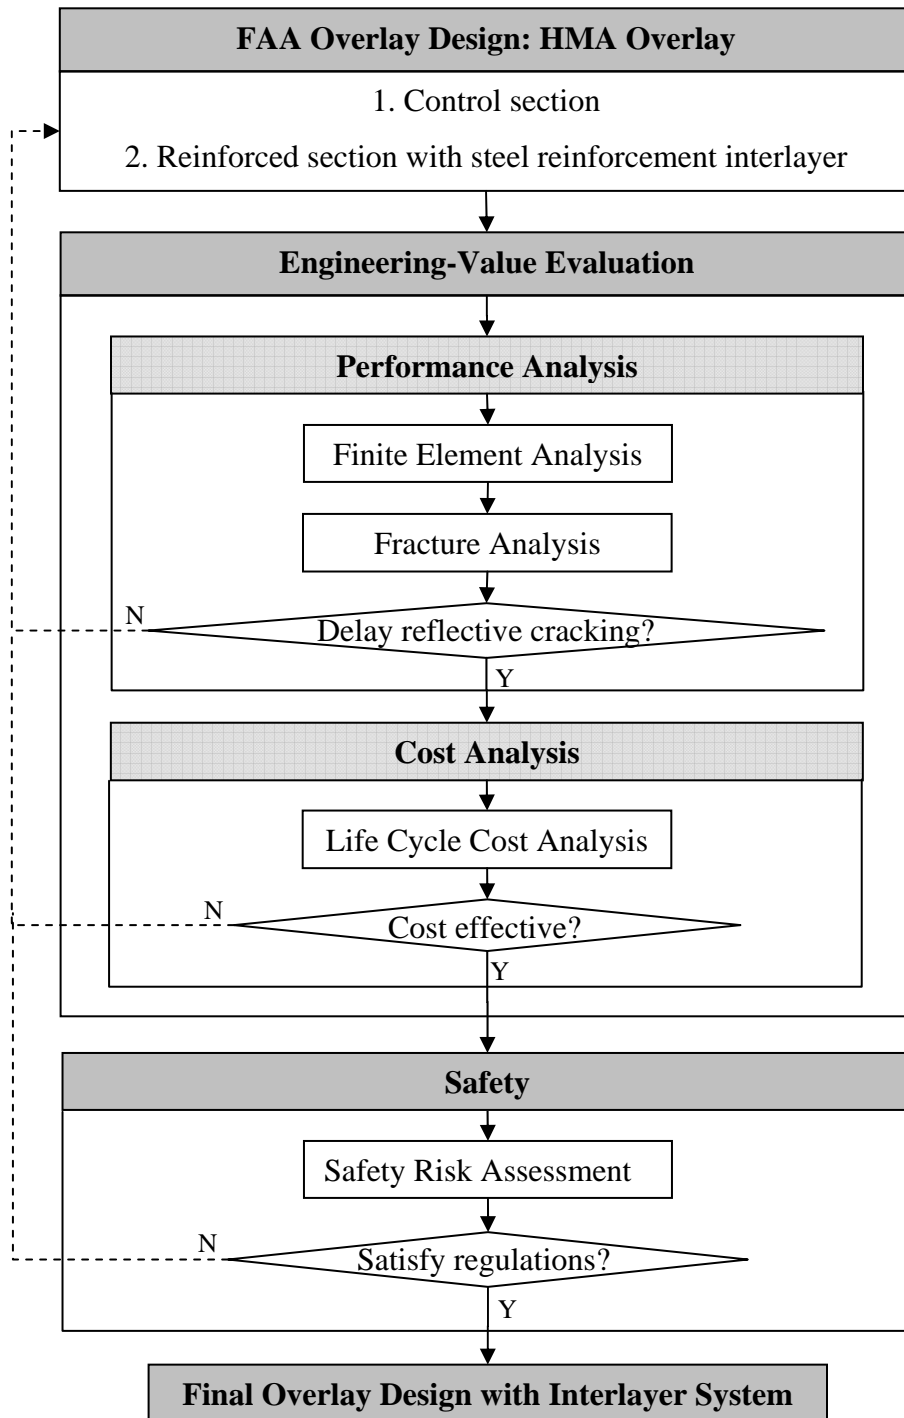 FAA Overlay Design: HMA Overlay
1. Control section
2. Reinforced section with steel reinforcement interlayer
Engineering-Value Evaluation
Performance Analysis
Finite Element Analysis
Fracture Analysis
N
Delay reflective cracking?
Y
Cost Analysis
Life Cycle Cost Analysis
N
Cost effective?
Y
Safety
Safety Risk Assessment
N
Satisfy regulations?
Y
Final Overlay Design with Interlayer System